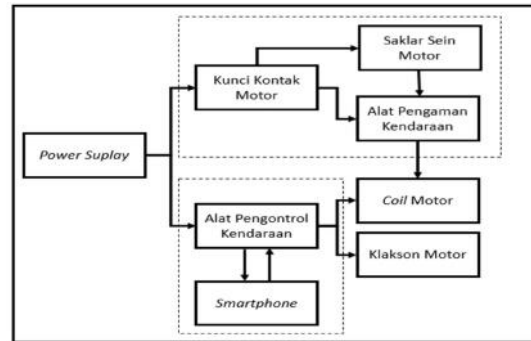 Saklar Sein
Motor
Kunci Kontak
Motor
Alat Pengaman
Kendaraan
Power Suplay
Alat Pengontrol
Kendaraan
Coil Motor
Klakson Motor
Smartphone